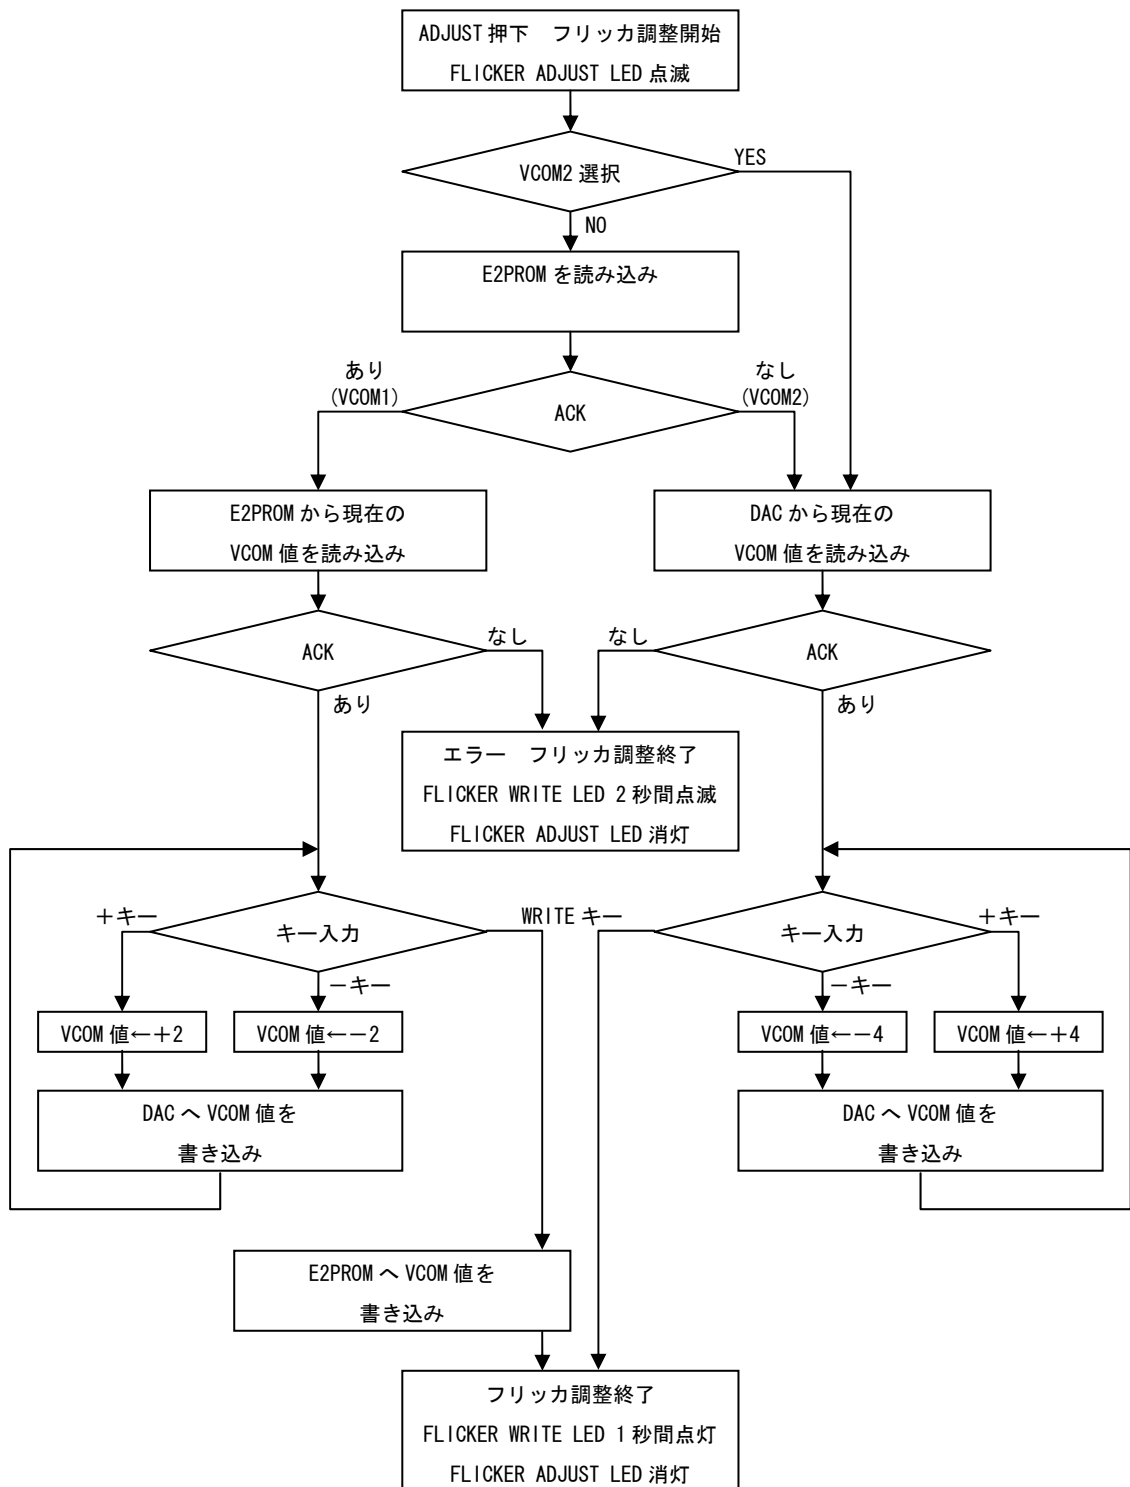 ADJUST 押下　フリッカ調整開始
FLICKER ADJUST LED 点滅
VCOM2 選択
YES
NO
E2PROM を読み込み
あり
(VCOM1)
なし
(VCOM2)
ACK
E2PROM から現在の
VCOM 値を読み込み
DAC から現在の
VCOM 値を読み込み
ACK
なし
なし
ACK
あり
あり
エラー　フリッカ調整終了
FLICKER WRITE LED 2 秒間点滅
FLICKER ADJUST LED 消灯
＋キー
キー入力
WRITE キー
キー入力
＋キー
－キー
－キー
VCOM 値←＋2
VCOM 値←－2
VCOM 値←－4
VCOM 値←＋4
DAC へ VCOM 値を
書き込み
DAC へ VCOM 値を
書き込み
E2PROM へ VCOM 値を
書き込み
フリッカ調整終了
FLICKER WRITE LED 1 秒間点灯
FLICKER ADJUST LED 消灯